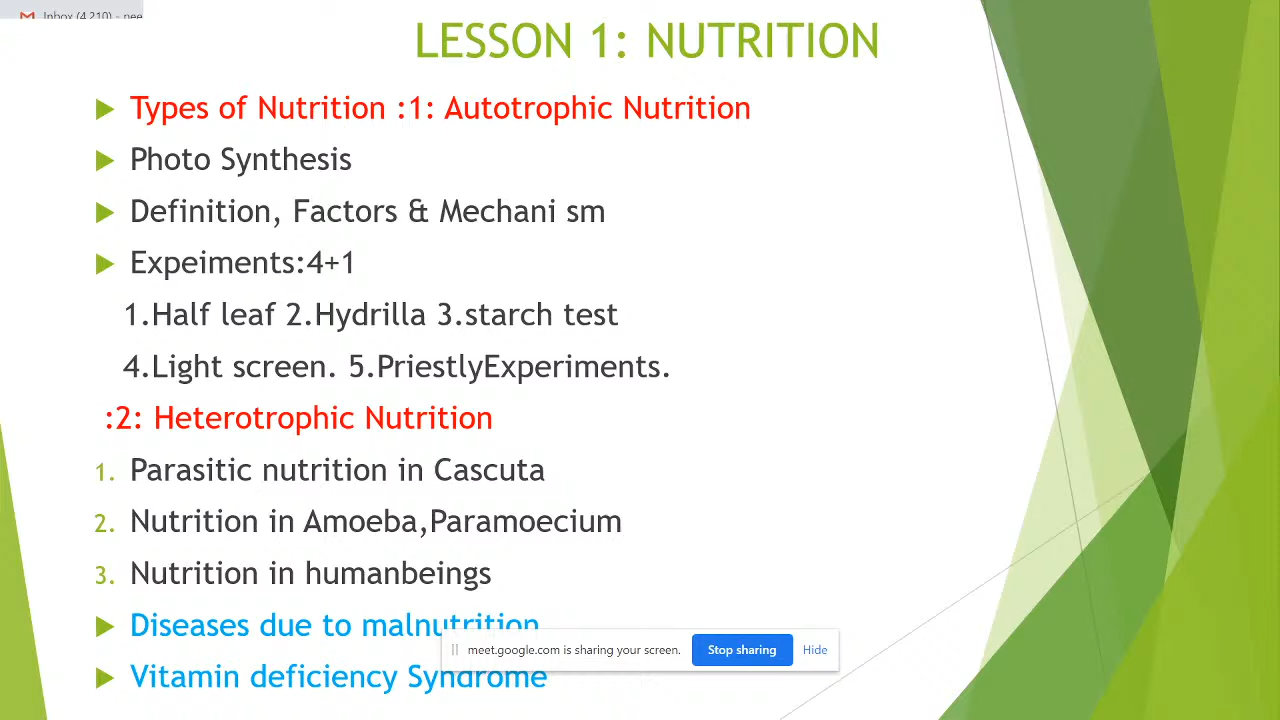 Inbox (4,210) - nee
LESSON 1: NUTRITION
Types of Nutrition :1: Autotrophic Nutrition
Photo Synthesis
Definition, Factors & Mechani sm
Expeiments:4+1
1.Half leaf 2.Hydrilla 3.starch test
4.Light screen. 5.PriestlyExperiments.
:2: Heterotrophic Nutrition
1. Parasitic nutrition in Cascuta
2. Nutrition in Amoeba,Paramoecium
3. Nutrition in humanbeings
Diseases due to malnutrition
meet.google.com is sharing your screen. Stop sharing Hide
Vitamin deficiency Syndrome